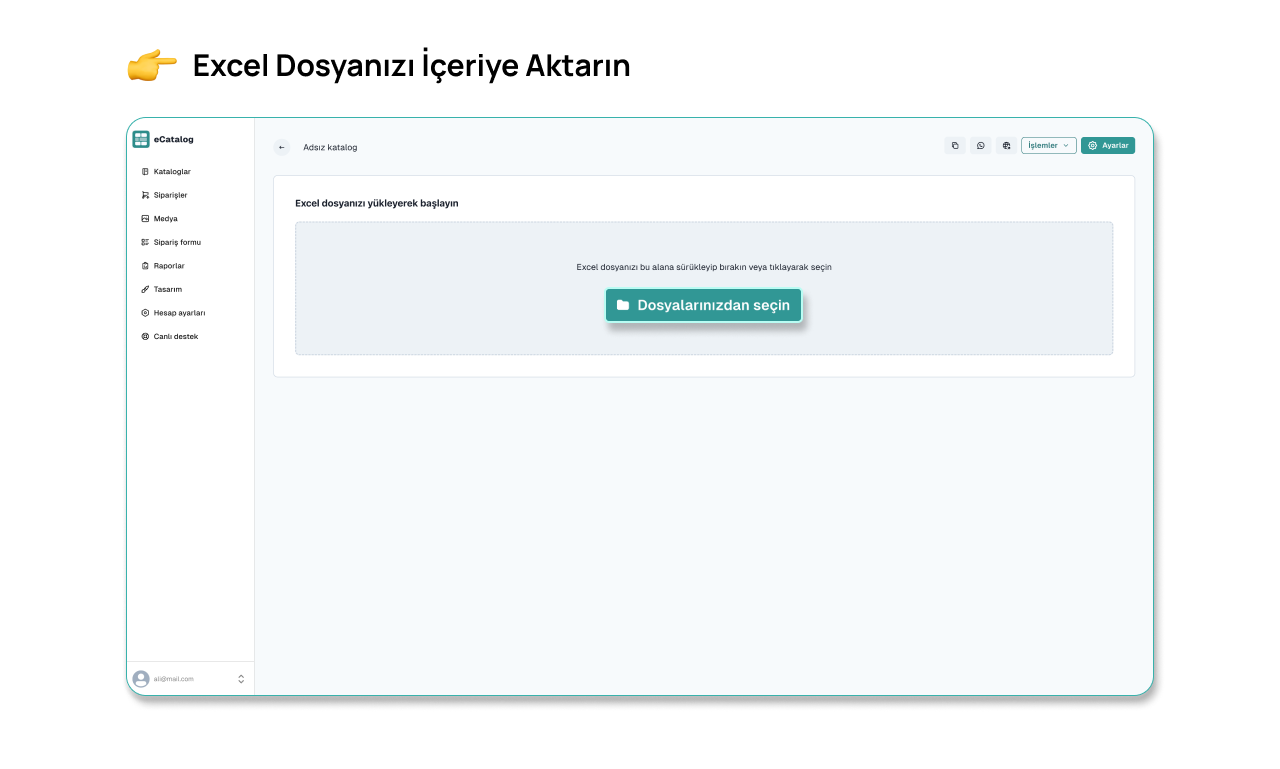 Excel Dosyanızı İçeriye Aktarın
eCatalog
Kataloglar
Siparişler
Medya
Sipariş formu
Raporlar
Tasarım
Hesap ayarları
Canlı destek
ali@mail.com
Adsız katalog
İşlemler
Ayarlar
Excel dosyanızı yükleyerek başlayın
Excel dosyanızı bu alana sürükleyip bırakın veya tıklayarak seçin
Dosyalarınızdan seçin